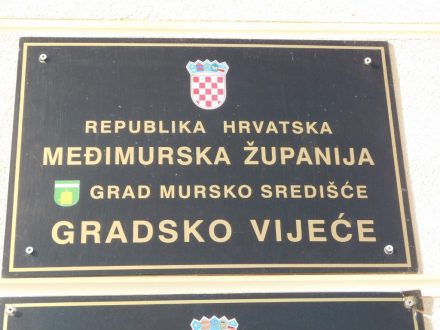 REPUBLIKA HRVATSKA
MEĐIMURSKA ŽUPANIJA
GRAD MURSKO SREDIŠĆE
GRADSKO VIJEĆE